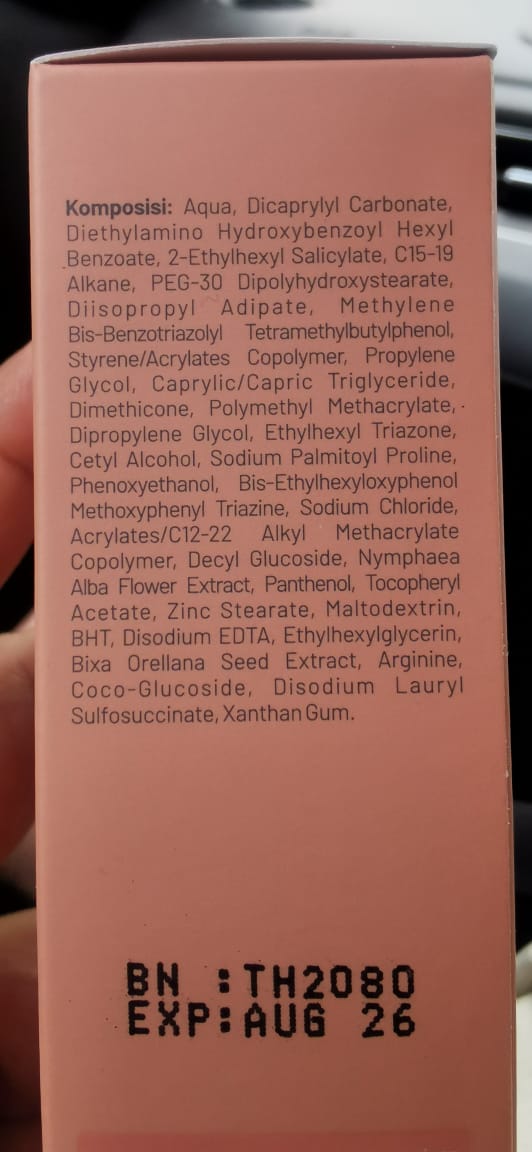 Komposisi: Aqua, Dicaprylyl Carbonate,
Diethylamino Hydroxybenzoyl Hexyl
Benzoate, 2-Ethylhexyl Salicylate, C15-19
Alkane, PEG-30 Dipolyhydroxystearate,
Diisopropyl Adipate, Methylene
Bis-Benzotriazolyl Tetramethylbutylphenol,
Styrene/Acrylates Copolymer, Propylene
Glycol, Caprylic/Capric Triglyceride,
Dimethicone, Polymethyl Methacrylate,
Dipropylene Glycol, Ethylhexyl Triazone,
Cetyl Alcohol, Sodium Palmitoyl Proline,
Phenoxyethanol, Bis-Ethylhexyloxyphenol
Methoxyphenyl Triazine, Sodium Chloride,
Acrylates/C12-22 Alkyl Methacrylate
Copolymer, Decyl Glucoside, Nymphaea
Alba Flower Extract, Panthenol, Tocopheryl
Acetate, Zinc Stearate, Maltodextrin,
BHT, Disodium EDTA, Ethylhexylglycerin,
Bixa Orellana Seed Extract, Arginine,
Coco-Glucoside, Disodium Lauryl
Sulfosuccinate, Xanthan Gum.
BN :TH2080
EXP:AUG 26